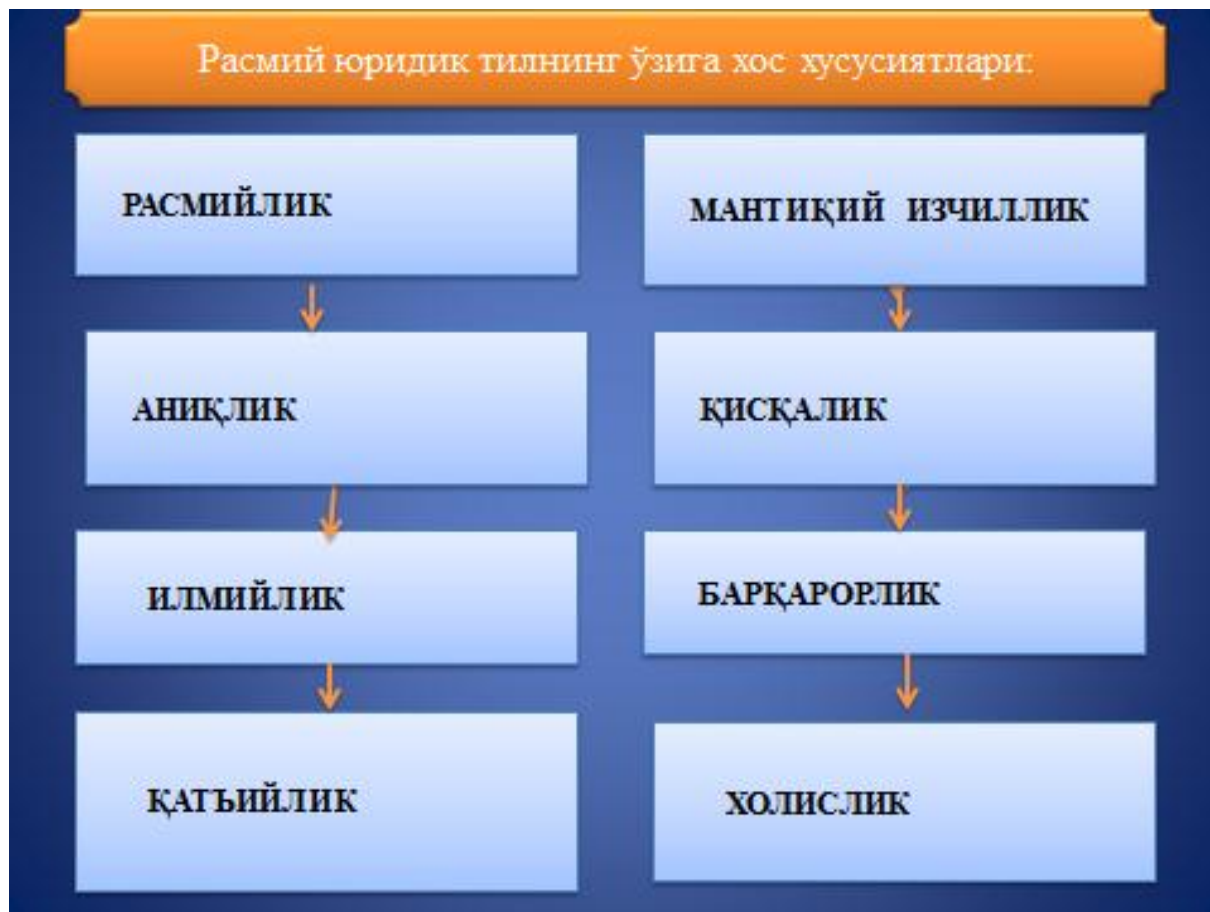 Расмий юридик тилнинг ўзига хос хусусиятлари:
РАСМИЙЛИК
АНИҚЛИК
ИЛМИЙЛИК
ҚАТЪИЙЛИК
МАНТИҚИЙ ИЗЧИЛЛИК
ҚИСҚАЛИК
БАРҚАРОРЛИК
ХОЛИСЛИК